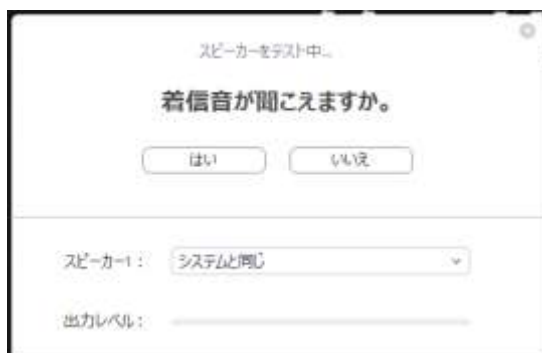 スピーカーをテスト中...
着信音が聞こえますか。
はい
いいえ
スピーカー1：
システムと同じ
出力レベル：